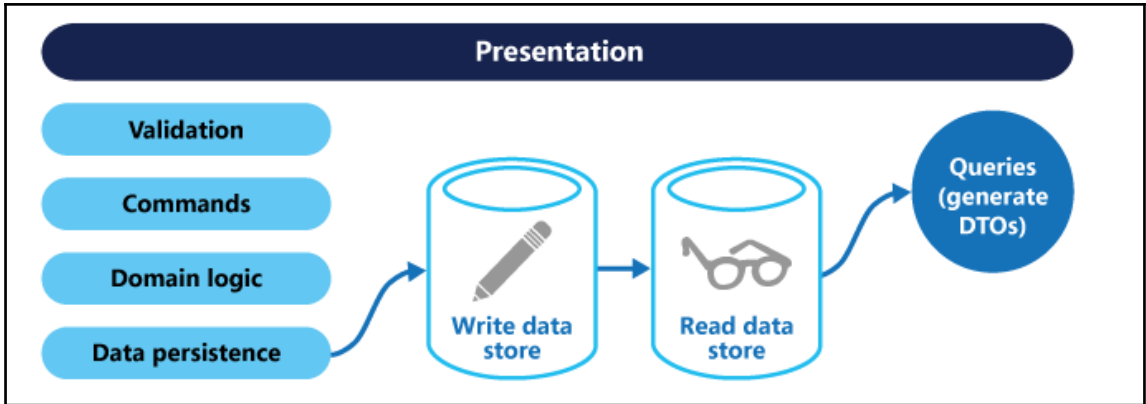 Presentation
Validation
Commands
Domain logic
Data persistence
Write data
store
Read data
store
Queries
(generate
DTOs)